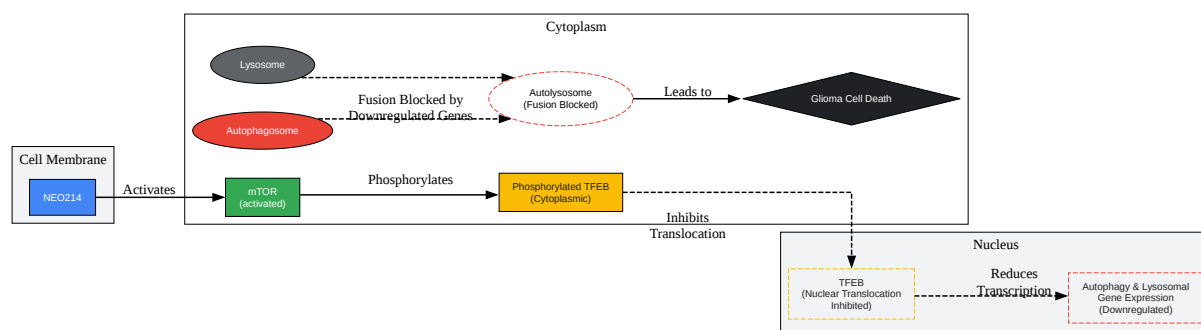 Cytoplasm
Lysosome
Fusion Blocked by
Downregulated Genes
Autophagosome
Autolysosome
(Fusion Blocked)
Leads to
Glioma Cell Death
Cell Membrane
NEO214
Activates
mTOR
(activated)
Phosphorylates
Phosphorylated TFEB
(Cytoplasmic)
Inhibits
Translocation
Nucleus
TFEB
(Nuclear Translocation
Inhibited)
Reduces
Transcription
Autophagy & Lysosomal
Gene Expression
(Downregulated)